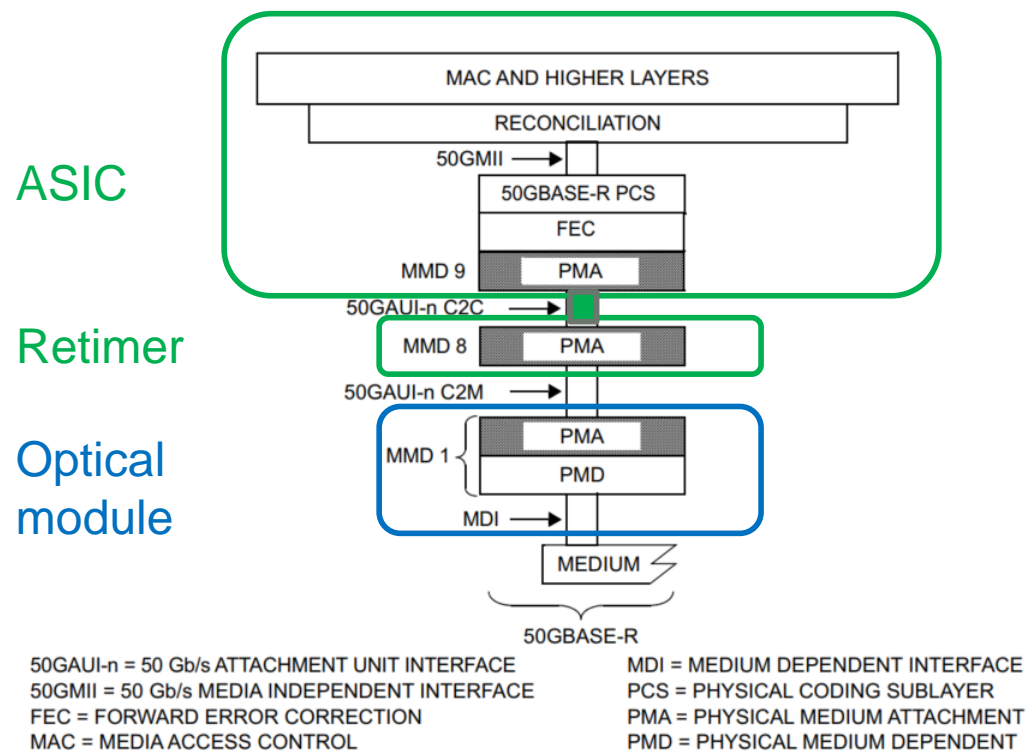 MAC AND HIGHER LAYERS
RECONCILIATION
50GMII
ASIC
50GBASE-R PCS
FEC
MMD 9
PMA
50GAUI-n C2C
Retimer
MMD 8
PMA
50GAUI-n C2M
Optical
module
PMA
MMD 1
PMD
MDI
MEDIUM
50GBASE-R
50GAUI-n = 50 Gb/s ATTACHMENT UNIT INTERFACE
50GMII = 50 Gb/s MEDIA INDEPENDENT INTERFACE
FEC = FORWARD ERROR CORRECTION
MAC = MEDIA ACCESS CONTROL
MDI = MEDIUM DEPENDENT INTERFACE
PCS = PHYSICAL CODING SUBLAYER
PMA = PHYSICAL MEDIUM ATTACHMENT
PMD = PHYSICAL MEDIUM DEPENDENT